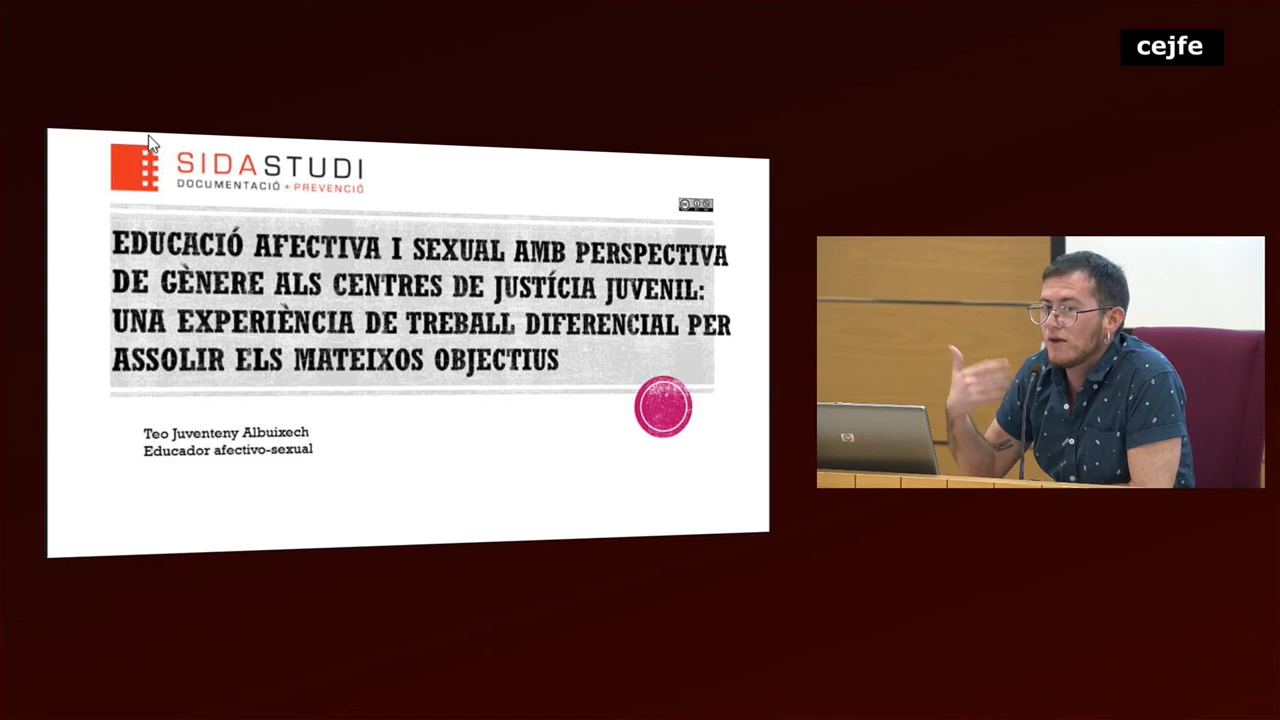 cejfe
SIDASTUDI
DOCUMENTACIÓ + PREVENCIÓ
EDUCACIÓ AFECTIVA I SEXUAL AMB PERSPECTIVA
DE GÈNERE ALS CENTRES DE JUSTÍCIA JUVENIL:
UNA EXPERIÈNCIA DE TREBALL DIFERENCIAL PER
ASSOLIR ELS MATEIXOS OBJECTIUS
Teo Juventeny Albuixech
Educador afectivo-sexual
hp